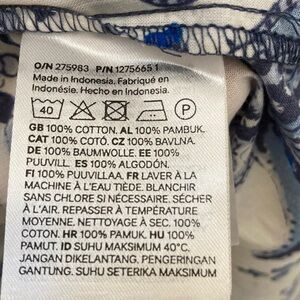 O/N 275983 P/N 1275665 1
Made in Indonesia. Fabriqué en
Indonésie. Hecho en Indonesia.
40 P
GB 100% COTTON. AL 100% PAMBUK.
CAT 100% COTÓ. CZ 100% BAVLNA.
DE 100% BAUMWOLLE. EE 100%
PUUVILL. ES 100% ALGODÓN.
FI 100% PUUVILLAA. FR LAVER À LA
MACHINE À L'EAU TIÈDE. BLANCHIR
SANS CHLORE SI NÉCESSAIRE. SÉCHER
À L'AIR. REPASSER À TEMPÉRATURE
MOYENNE. NETTOYAGE À SEC. 100%
COTON. HR 100% PAMUK. HU 100%
PAMUT. ID SUHU MAKSIMUM 40°C.
JANGAN DIKELANTANG. PENGERINGAN
GANTUNG. SUHU SETERIKA MAKSIMUM